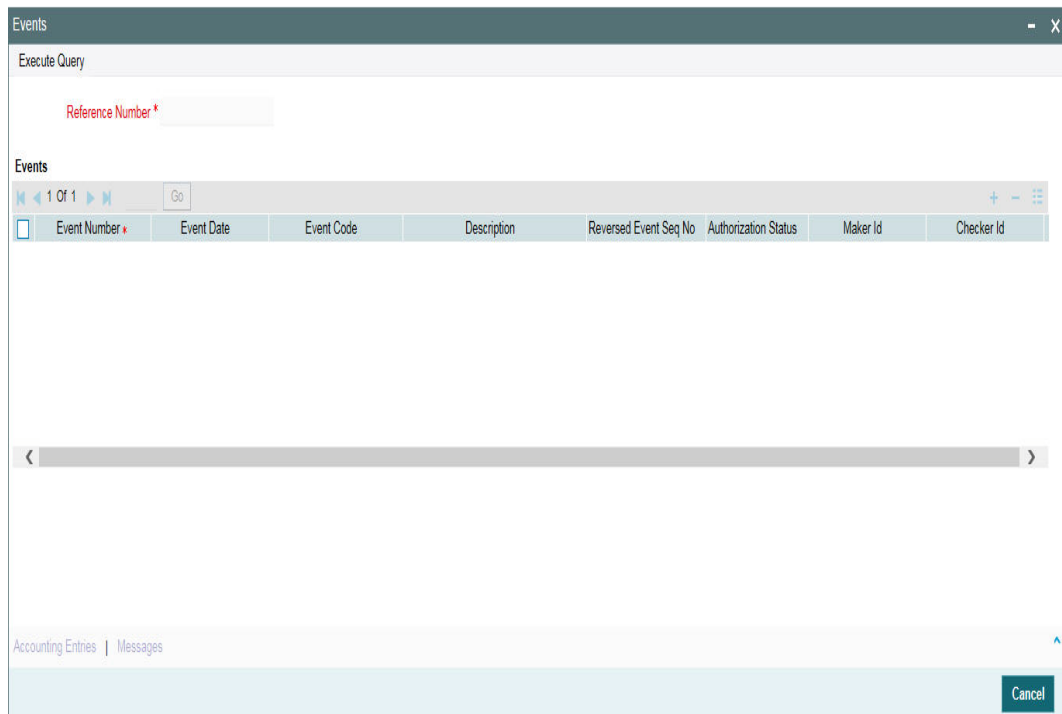 Events
Execute Query
Reference Number *
Events
1 Of 1 Go
Event Number * Event Date Event Code Description Reversed Event Seq No Authorization Status Maker Id Checker Id
Accounting Entries | Messages
Cancel